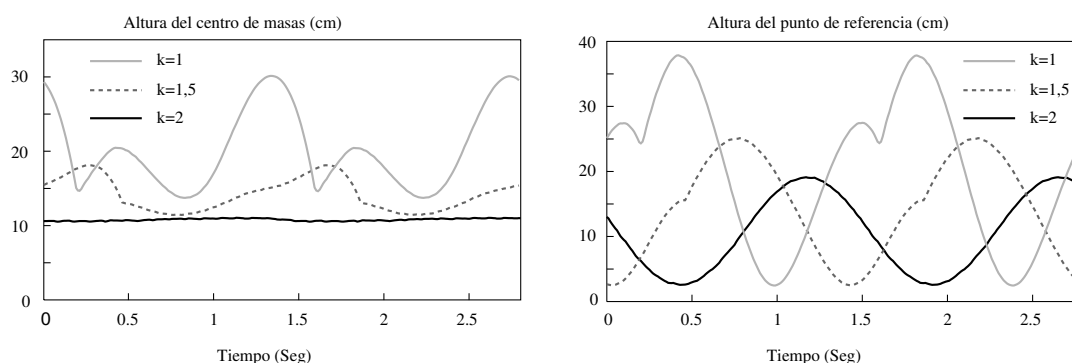 Altura del centro de masas (cm)
30
20
10
0
k=1
k=1,5
k=2
0
0.5
1
1.5
2
2.5
Tiempo (Seg)
Altura del punto de referencia (cm)
40
30
20
10
0
k=1
k=1,5
k=2
0
0.5
1
1.5
2
2.5
Tiempo (Seg)